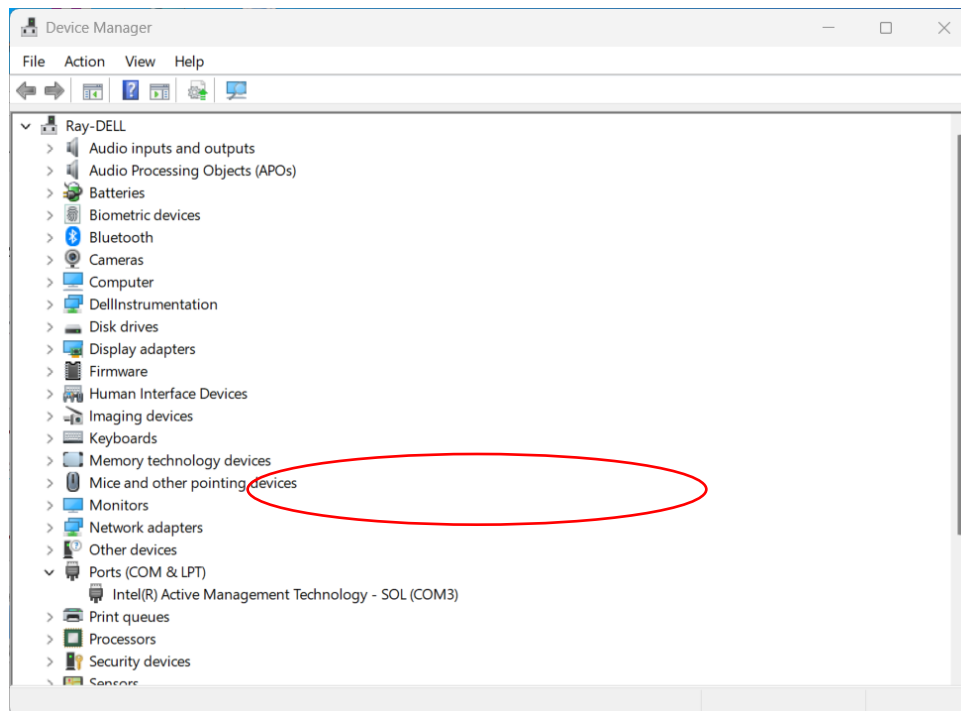 Device Manager
File Action View Help
Ray-DELL
Audio inputs and outputs
Audio Processing Objects (APOs)
Batteries
Biometric devices
Bluetooth
Cameras
Computer
DellInstrumentation
Disk drives
Display adapters
Firmware
Human Interface Devices
Imaging devices
Keyboards
Memory technology devices
Mice and other pointing devices
Monitors
Network adapters
Other devices
Ports (COM & LPT)
Intel(R) Active Management Technology - SOL (COM3)
Print queues
Processors
Security devices
Sensors